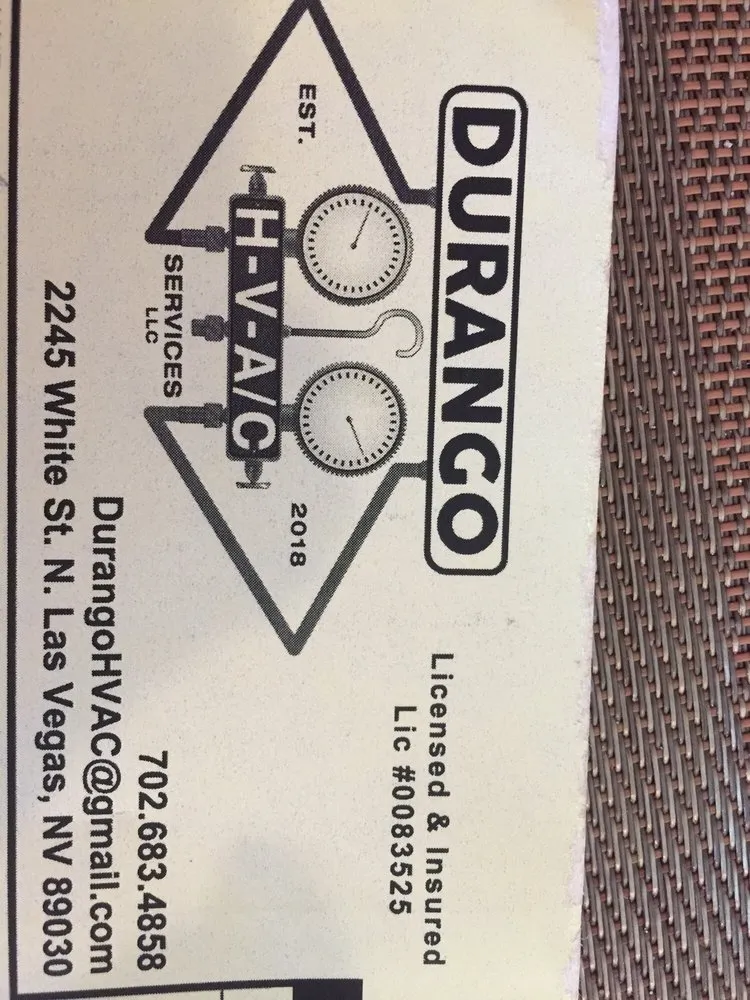 DURANGO
EST.
2018
H-V-A/C
SERVICES
LLC
Licensed & Insured
Lic #0083525
702.683.4858
DurangoHVAC@gmail.com
2245 White St. N. Las Vegas, NV 89030